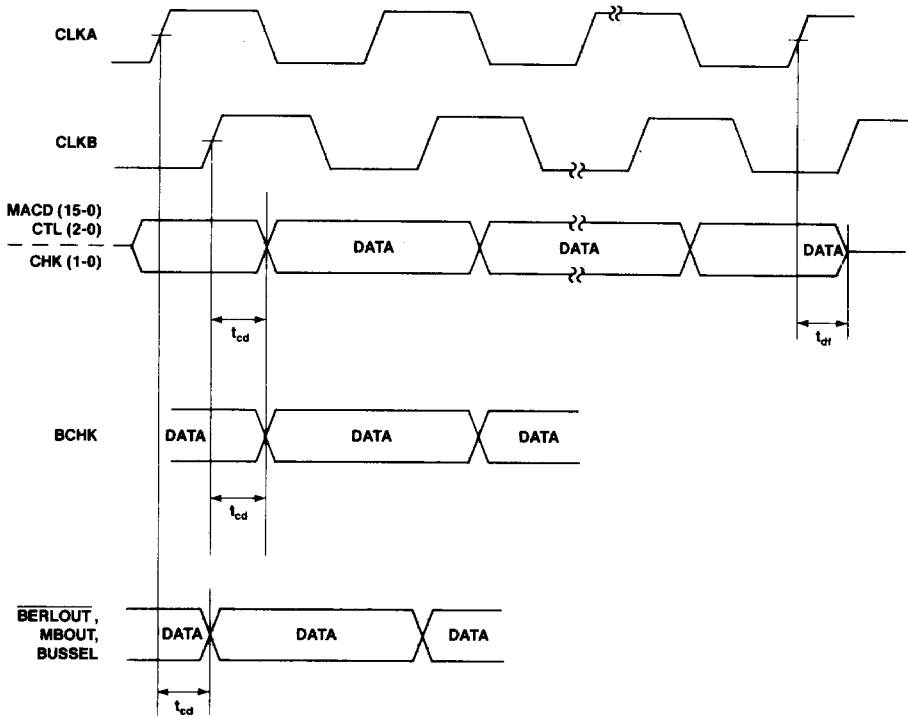 CLKA
CLKB
MACD (15-0)
CTL (2-0)
CHK (1-0)
DATA DATA DATA
t_cd t_df
BCHK
DATA DATA DATA
t_cd
BERLOUT,
MBOUT,
BUSSEL
DATA DATA DATA
t_cd